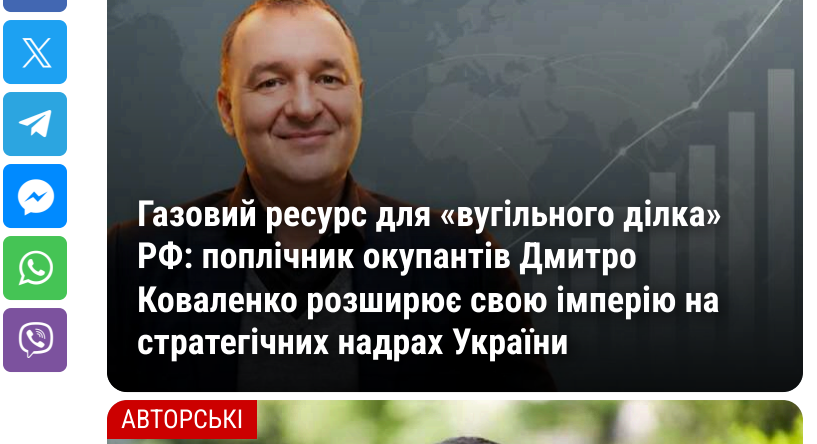 Газовий ресурс для «вугільного ділка»
РФ: поплічник окупантів Дмитро
Коваленко розширює свою імперію на
стратегічних надрах України
АВТОРСЬКІ